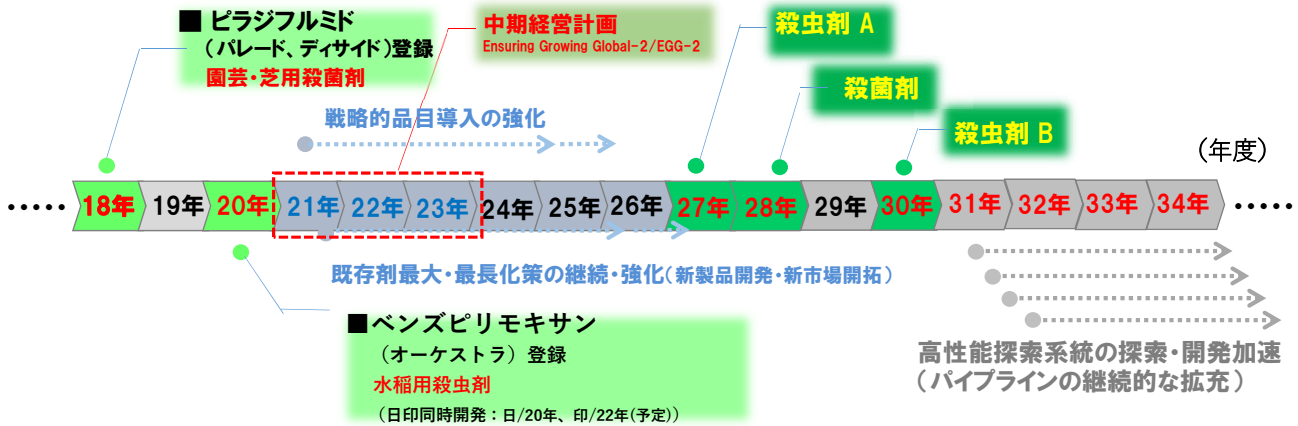 ■ ピラジフルミド
（パレード、ディサイド）登録
園芸・芝用殺菌剤
中期経営計画
Ensuring Growing Global-2/EGG-2
殺虫剤 A
殺菌剤
殺虫剤 B
戦略的品目導入の強化
（年度）
••••• 18年 19年 20年 21年 22年 23年 24年 25年 26年 27年 28年 29年 30年 31年 32年 33年 34年 •••••
既存剤最大・最長化策の継続・強化（新製品開発・新市場開拓）
■ベンズピリモキサン
（オーケストラ）登録
水稲用殺虫剤
（日印同時開発：日/20年、印/22年(予定)）
高性能探索系統の探索・開発加速
（パイプラインの継続的な拡充）